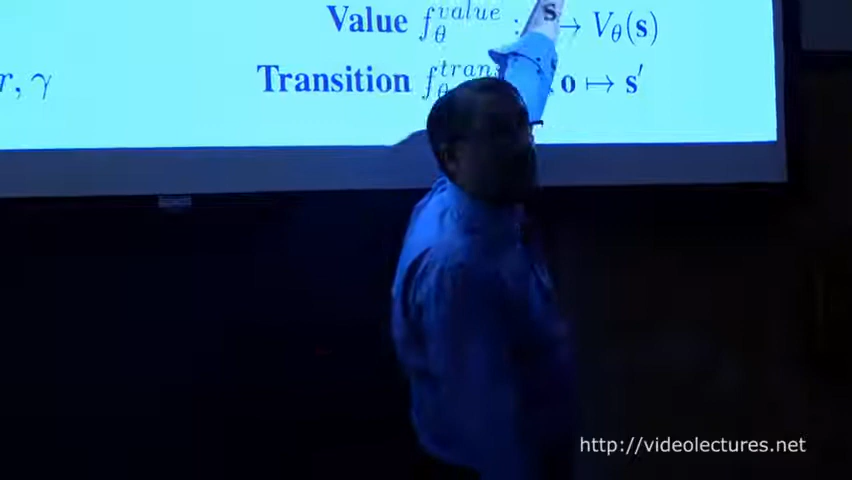 Value f_θ^{value} : s → V_θ(s)
r, γ Transition f_θ^{trans} o ↦ s′
http://videolectures.net